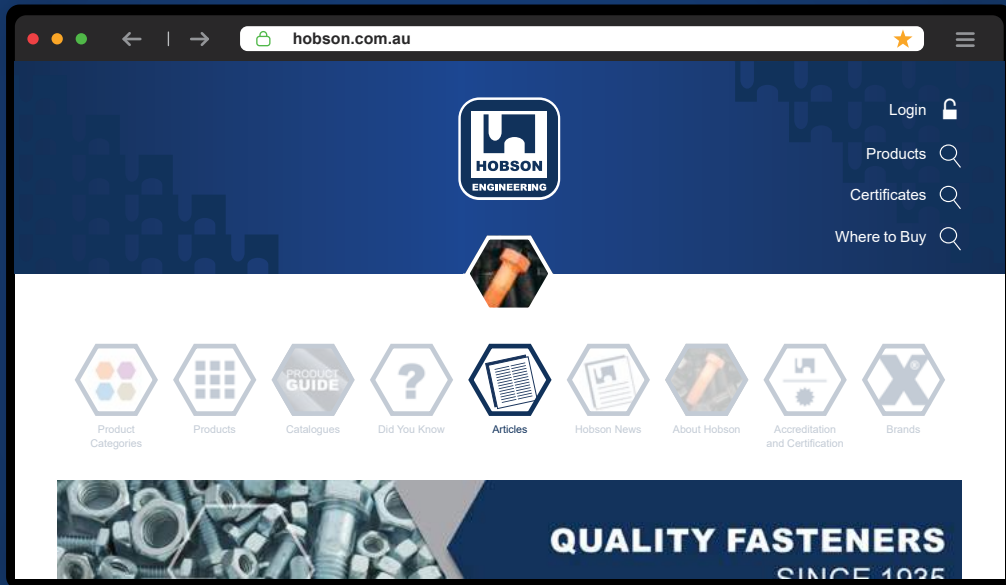 hobson.com.au
Login
Products
Certificates
Where to Buy
HOBSON
ENGINEERING
PRODUCT
GUIDE
?
X®
Product
Categories
Products
Catalogues
Did You Know
Articles
Hobson News
About Hobson
Accreditation
and Certification
Brands
QUALITY FASTENERS
SINCE 1935